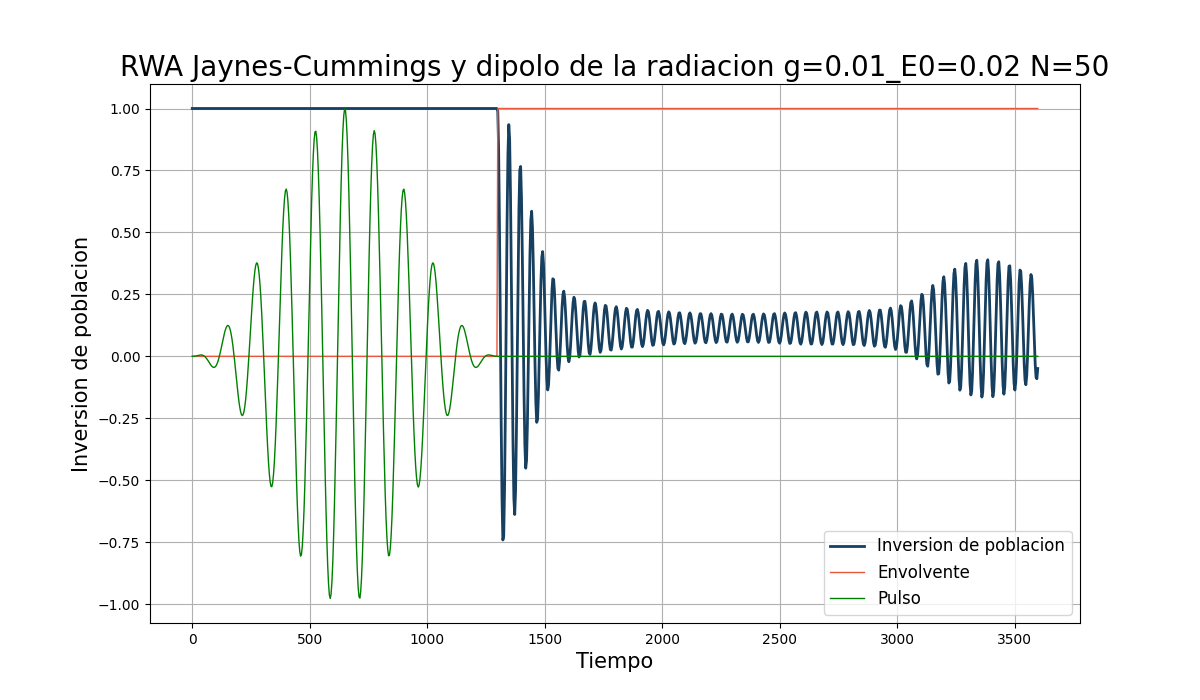 RWA Jaynes-Cummings y dipolo de la radiacion g=0.01_E0=0.02 N=50
Inversion de poblacion
1.00
0.75
0.50
0.25
0.00
−0.25
−0.50
−0.75
−1.00
Inversion de poblacion
Envolvente
Pulso
0 500 1000 1500 2000 2500 3000 3500
Tiempo